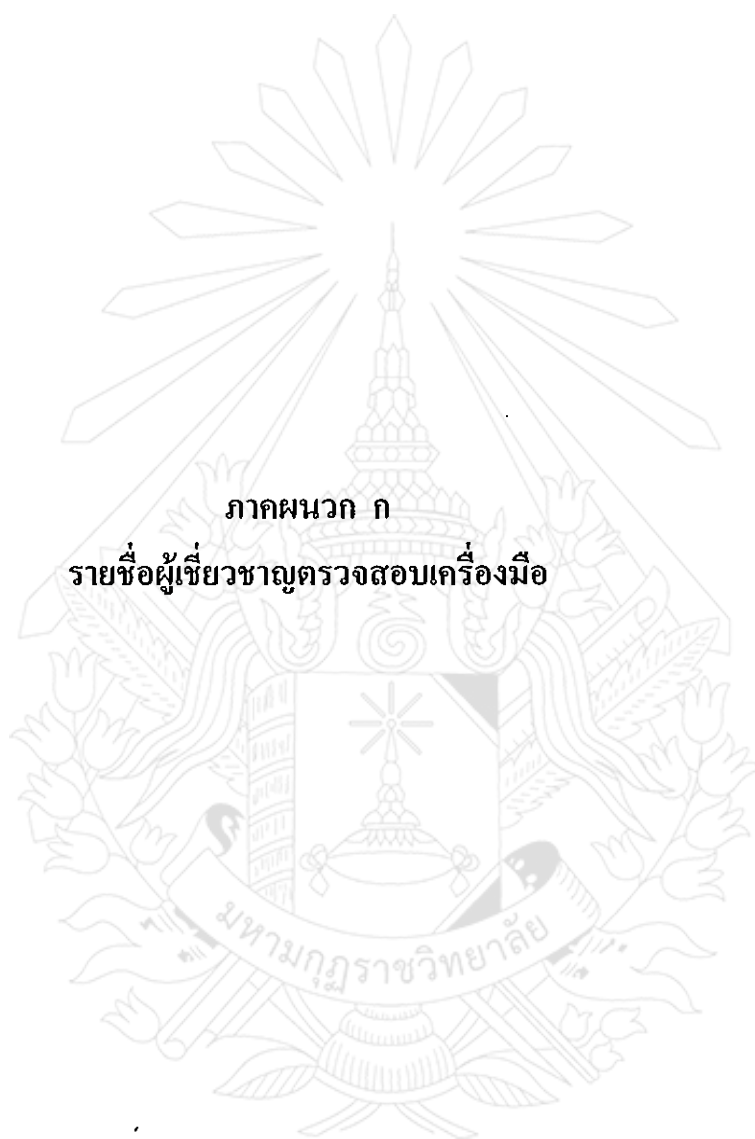 ภาคผนวก ก
รายชื่อผู้เชี่ยวชาญตรวจสอบเครื่องมือ
มหามกุฏราชวิทยาลัย